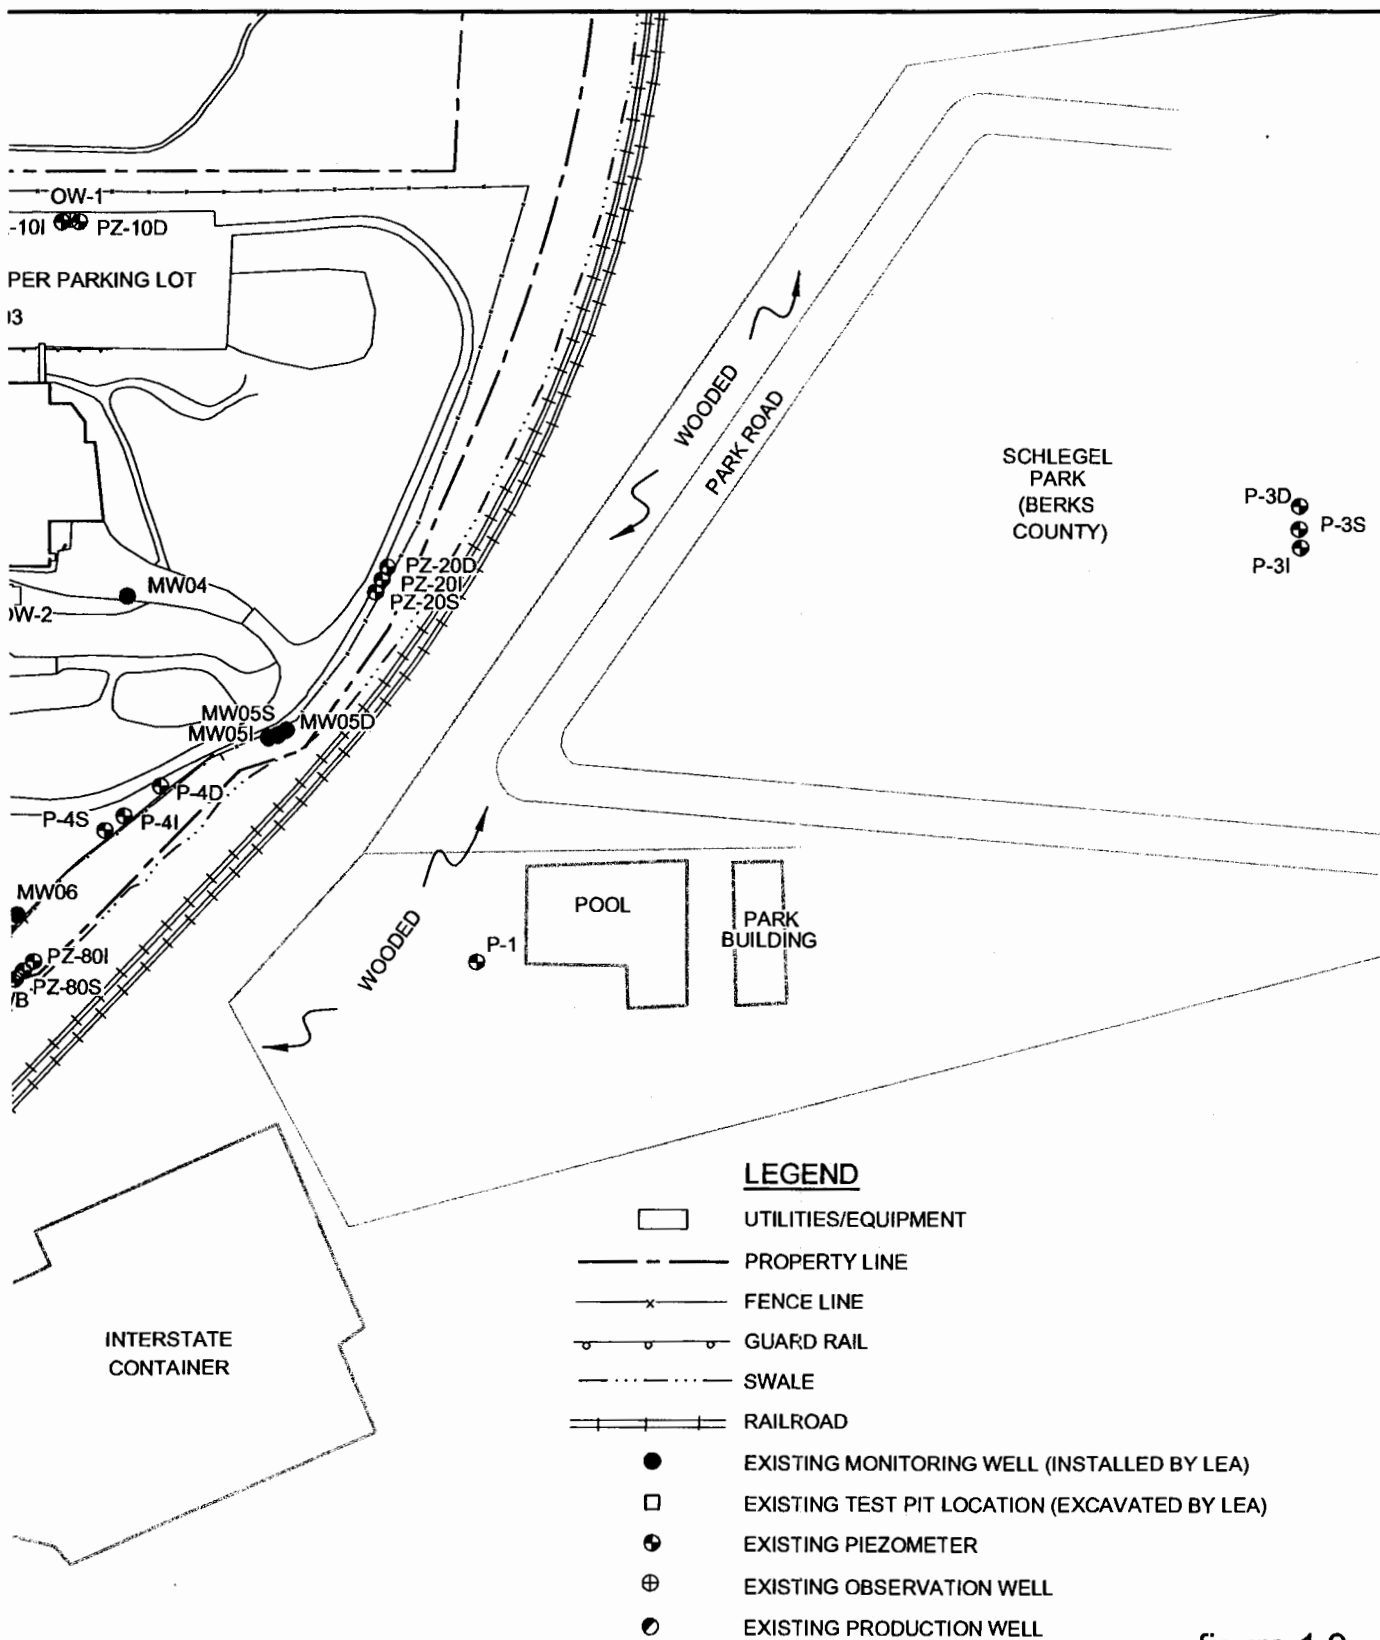 OW-1
-10I
PZ-10D
PER PARKING LOT
03
WOODED
PARK ROAD
SCHLEGEL
PARK
(BERKS
COUNTY)
P-3D
P-3S
P-3I
PZ-20D
PZ-20I
PZ-20S
MW04
OW-2
MW05S
MW05D
MW05I
P-4D
P-4S
P-4I
MW06
PZ-80I
PZ-80S
WOODED
P-1
POOL
PARK
BUILDING
INTERSTATE
CONTAINER
LEGEND
UTILITIES/EQUIPMENT
PROPERTY LINE
FENCE LINE
GUARD RAIL
SWALE
RAILROAD
EXISTING MONITORING WELL (INSTALLED BY LEA)
EXISTING TEST PIT LOCATION (EXCAVATED BY LEA)
EXISTING PIEZOMETER
EXISTING OBSERVATION WELL
EXISTING PRODUCTION WELL